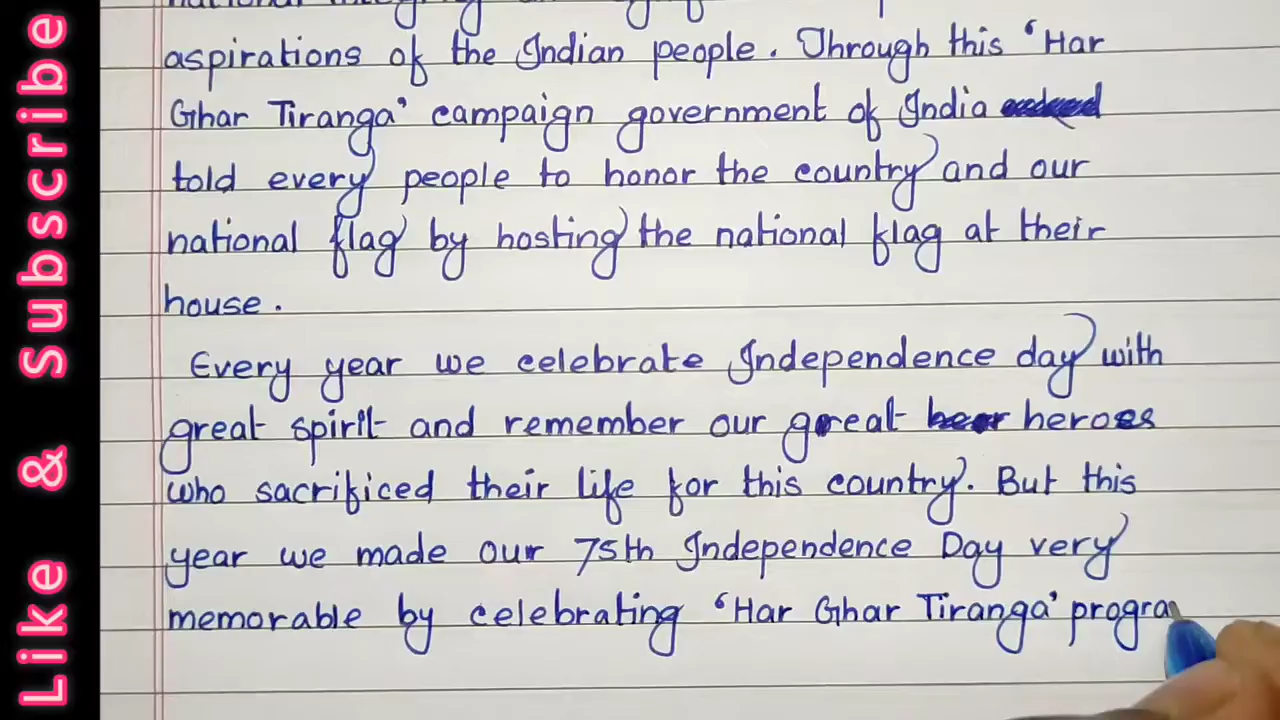 aspirations of the Indian people. Through this ‘Har
Ghar Tiranga’ campaign government of India
told every people to honor the country and our
national flag by hosting the national flag at their
house.
Every year we celebrate Independence day with
great spirit and remember our great heroes
who sacrificed their life for this country. But this
year we made our 75th Independence Day very
memorable by celebrating ‘Har Ghar Tiranga’ progra
Like & Subscribe